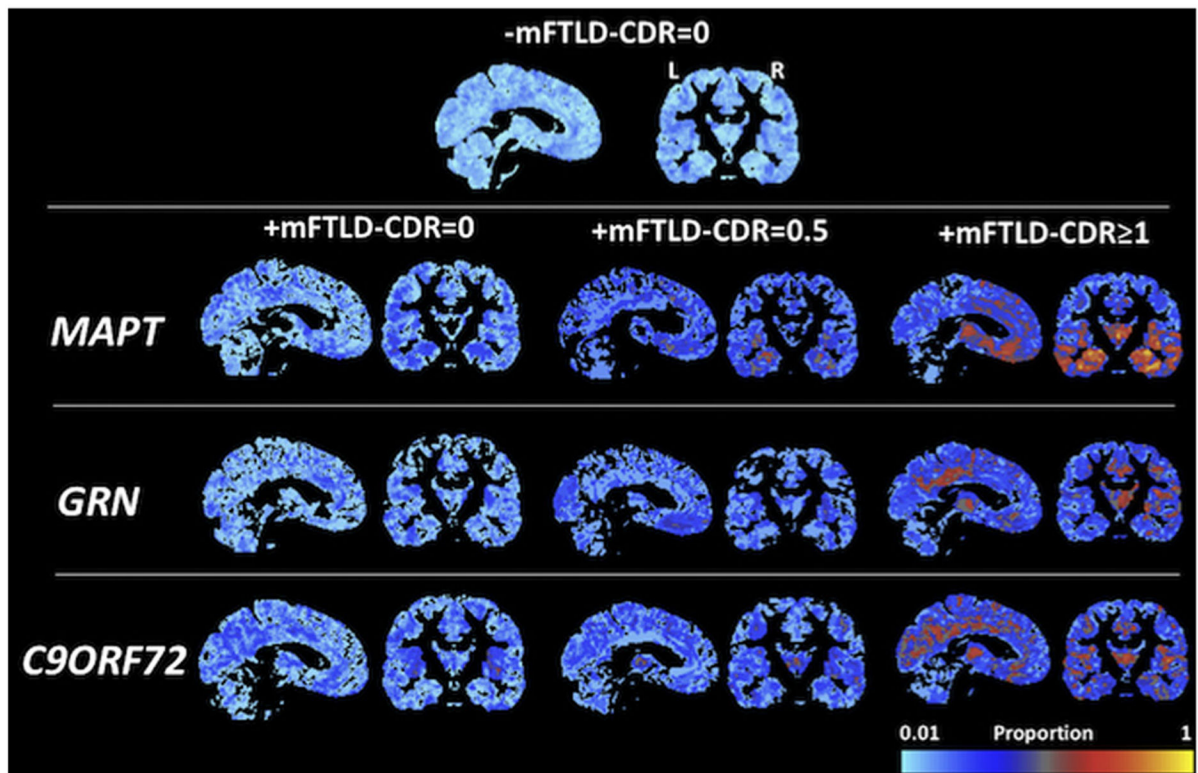 -mFTLD-CDR=0
L R
+mFTLD-CDR=0 +mFTLD-CDR=0.5 +mFTLD-CDR≥1
MAPT
GRN
C9ORF72
0.01 Proportion 1